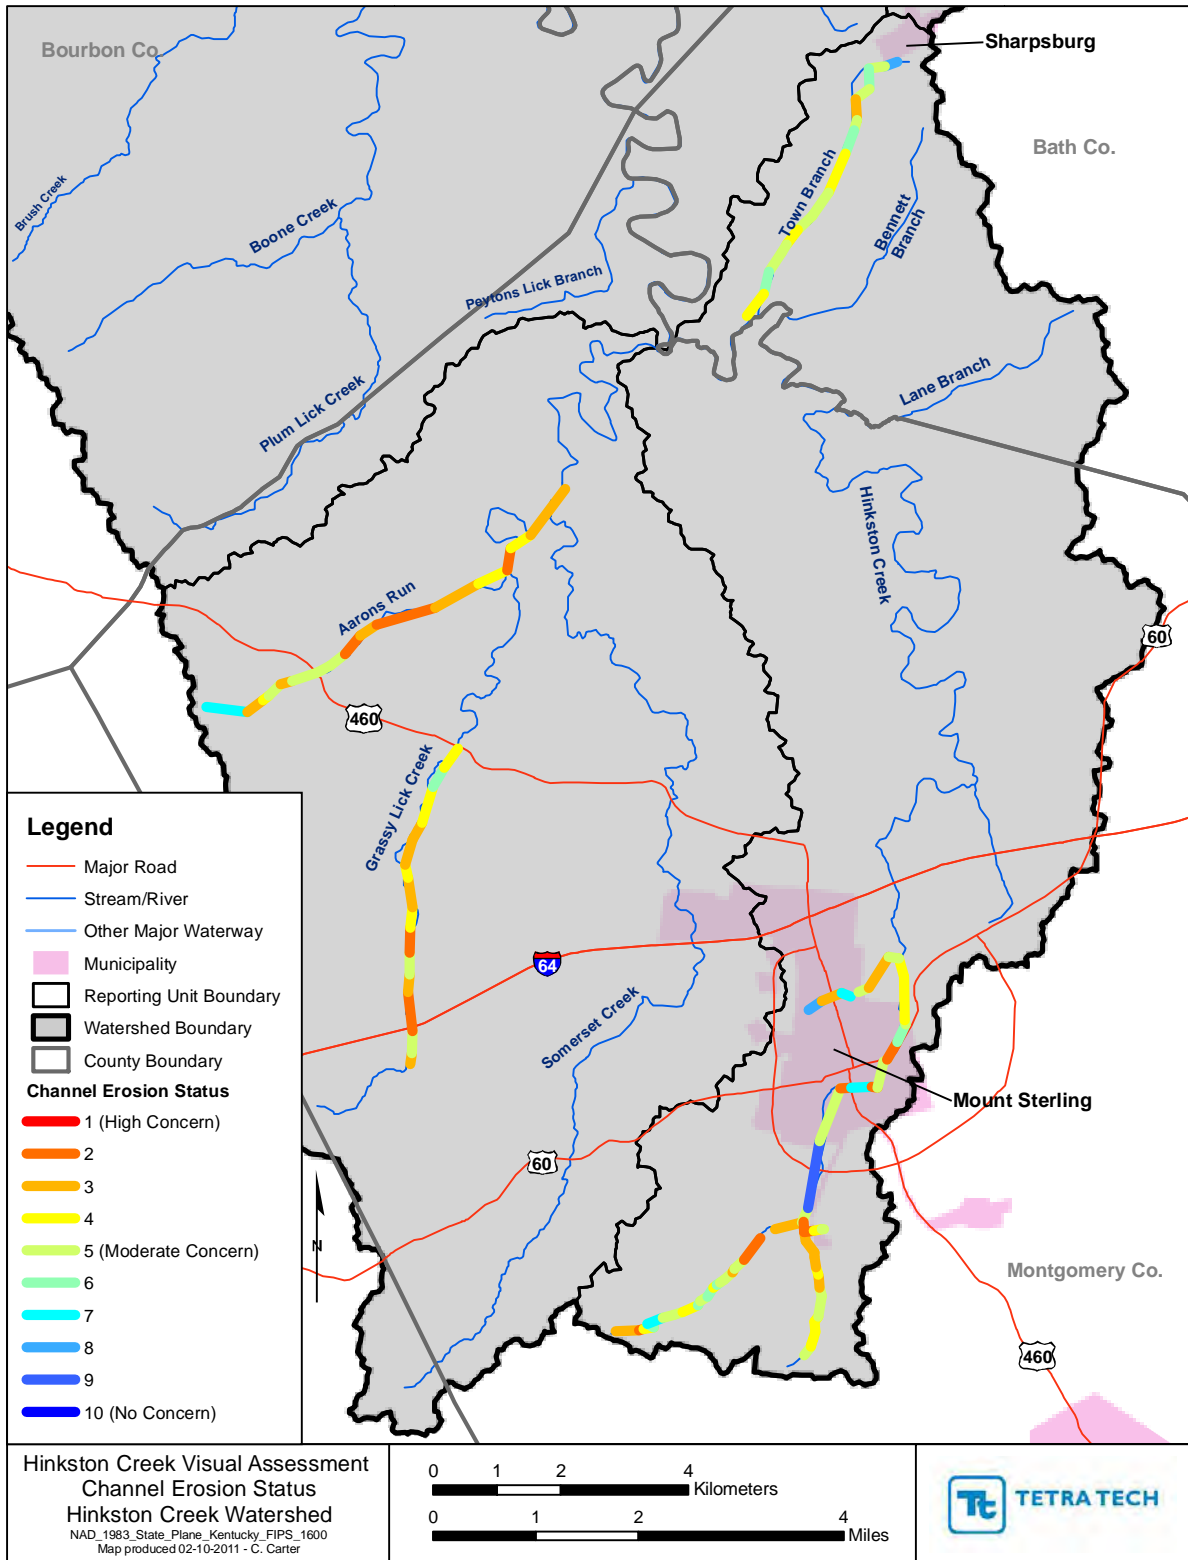 Bourbon Co.
Sharpsburg
Bath Co.
Brush Creek
Boone Creek
Town Branch
Bennett
Branch
Peytons Lick Branch
Plum Lick Creek
Lane Branch
Hinkston Creek
Aarons Run
60
460
Grassy Lick Creek
Legend
Major Road
Stream/River
Other Major Waterway
Municipality
Reporting Unit Boundary
Watershed Boundary
County Boundary
Channel Erosion Status
1 (High Concern)
2
3
4
5 (Moderate Concern)
6
7
8
9
10 (No Concern)
64
Somerset Creek
Mount Sterling
60
N
Montgomery Co.
460
Hinkston Creek Visual Assessment
Channel Erosion Status
Hinkston Creek Watershed
NAD_1983_State_Plane_Kentucky_FIPS_1600
Map produced 02-10-2011 - C. Carter
0 1 2 4
Kilometers
0 1 2 4
Miles
Tt TETRA TECH